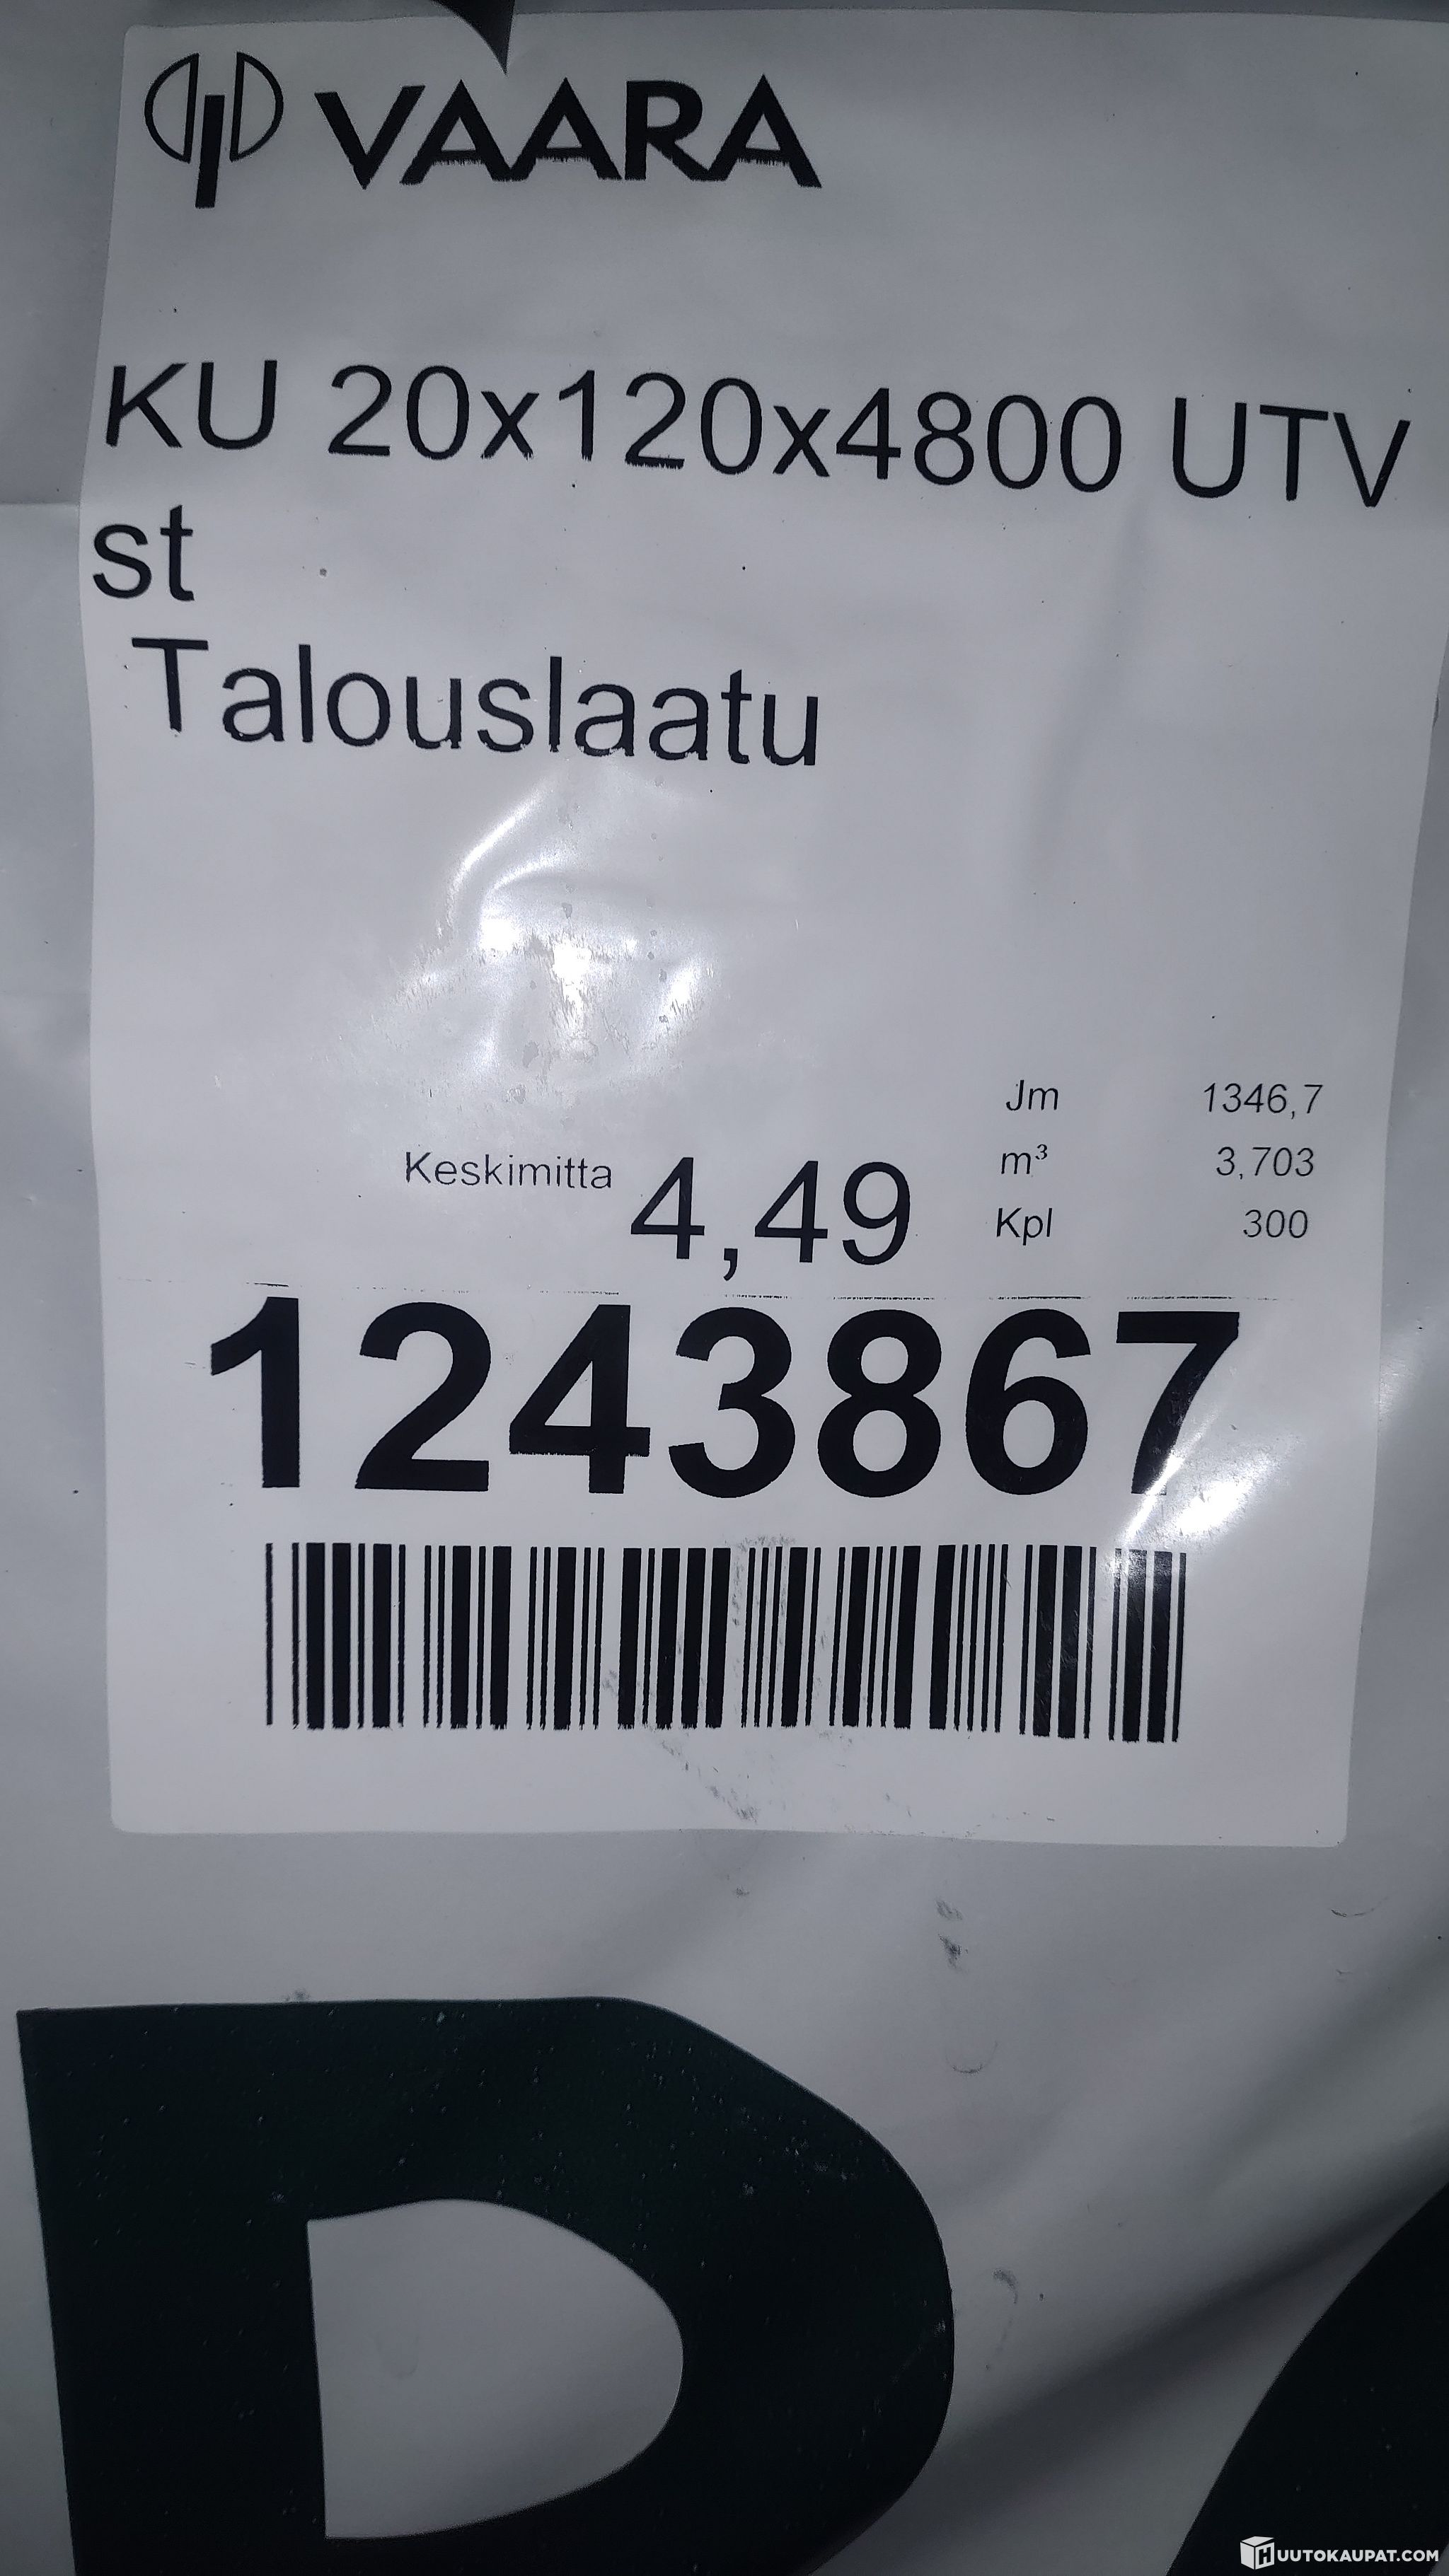 VAARA
KU 20x120x4800 UTV
st
Talouslaatu
Jm 1346,7
m³ 3,703
Keskimitta 4,49
Kpl 300
1243867
HUUTOKAUPAT.COM